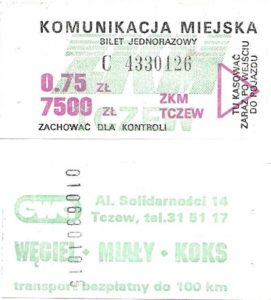 KOMUNIKACJA MIEJSKA
BILET JEDNORAZOWY
C 4330126
0.75 ZŁ
7500 ZŁ
ZKM
TCZEW
ZACHOWAĆ DLA KONTROLI
TU KASOWAĆ
ZARAZ PO WEJŚCIU
DO POJAZDU
Al. Solidarności 14
Tczew, tel. 31 51 17
WĘGIEL · MIAŁY · KOKS
transport bezpłatny do 100 km